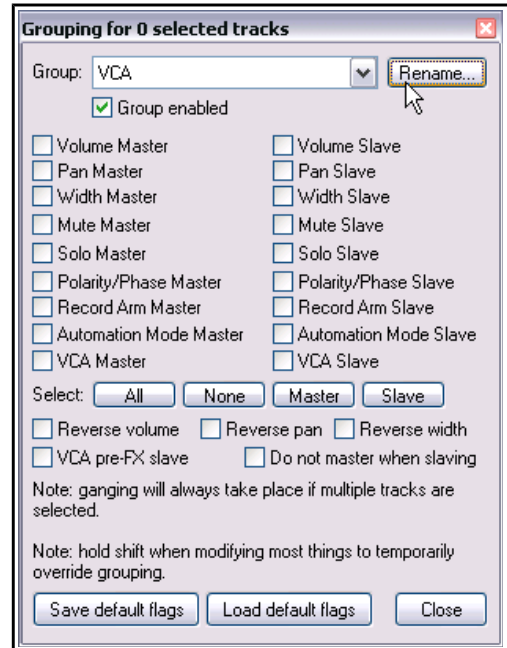 Grouping for 0 selected tracks
Group: VCA Rename...
Group enabled
Volume Master Volume Slave
Pan Master Pan Slave
Width Master Width Slave
Mute Master Mute Slave
Solo Master Solo Slave
Polarity/Phase Master Polarity/Phase Slave
Record Arm Master Record Arm Slave
Automation Mode Master Automation Mode Slave
VCA Master VCA Slave
Select: All None Master Slave
Reverse volume Reverse pan Reverse width
VCA pre-FX slave Do not master when slaving
Note: ganging will always take place if multiple tracks are
selected.
Note: hold shift when modifying most things to temporarily
override grouping.
Save default flags Load default flags Close